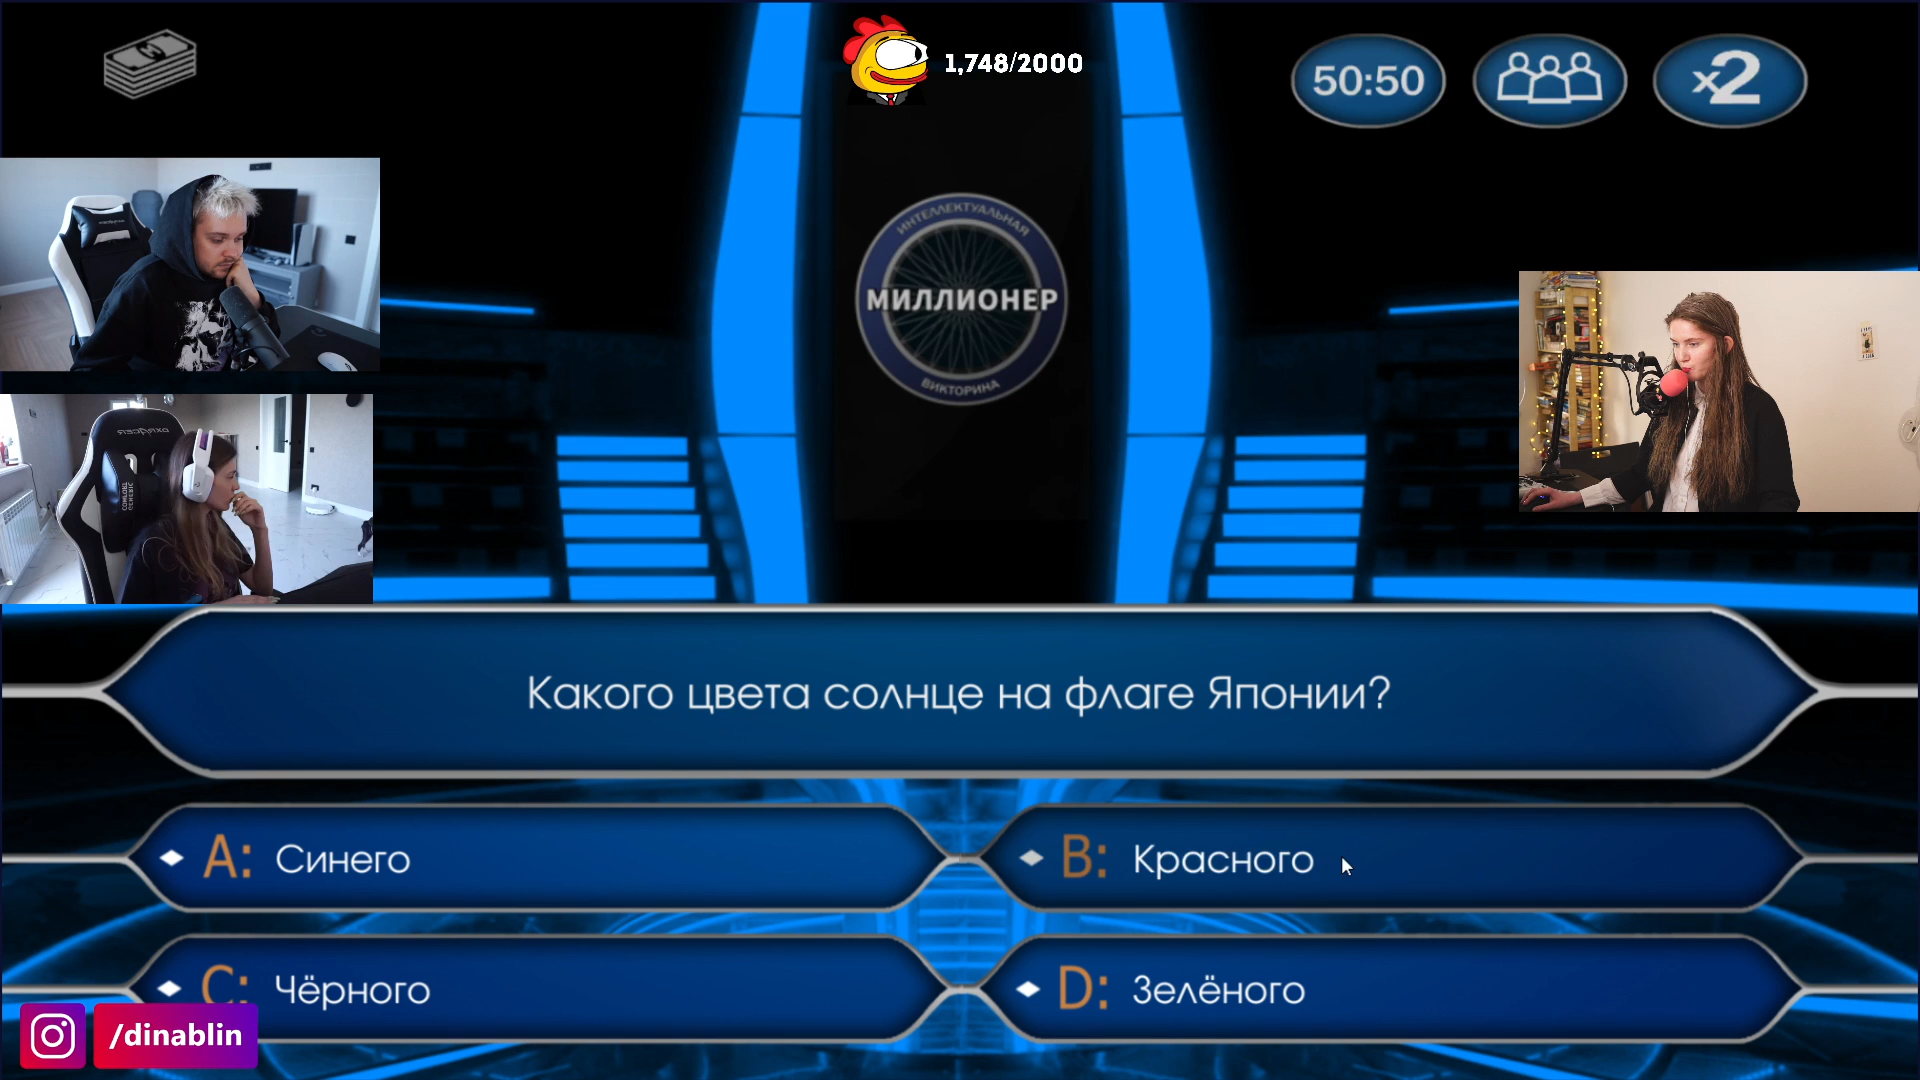 1,748/2000
50:50
x2
ИНТЕЛЛЕКТУАЛЬНАЯ
МИЛЛИОНЕР
ВИКТОРИНА
Какого цвета солнце на флаге Японии?
A: Синего
B: Красного
C: Чёрного
D: Зелёного
/dinablin